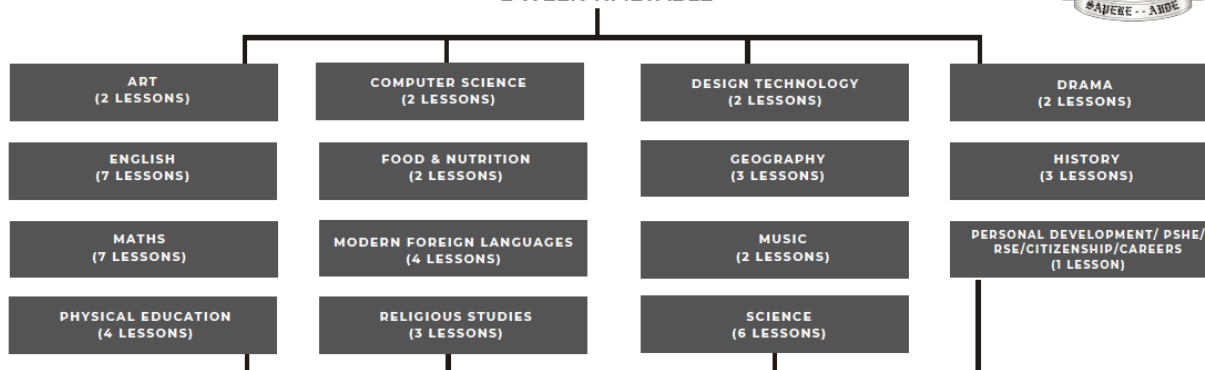 SAPERE - - AUDE
ART
(2 LESSONS)
COMPUTER SCIENCE
(2 LESSONS)
DESIGN TECHNOLOGY
(2 LESSONS)
DRAMA
(2 LESSONS)
ENGLISH
(7 LESSONS)
FOOD & NUTRITION
(2 LESSONS)
GEOGRAPHY
(3 LESSONS)
HISTORY
(3 LESSONS)
MATHS
(7 LESSONS)
MODERN FOREIGN LANGUAGES
(4 LESSONS)
MUSIC
(2 LESSONS)
PERSONAL DEVELOPMENT/ PSHE/
RSE/CITIZENSHIP/CAREERS
(1 LESSON)
PHYSICAL EDUCATION
(4 LESSONS)
RELIGIOUS STUDIES
(3 LESSONS)
SCIENCE
(6 LESSONS)